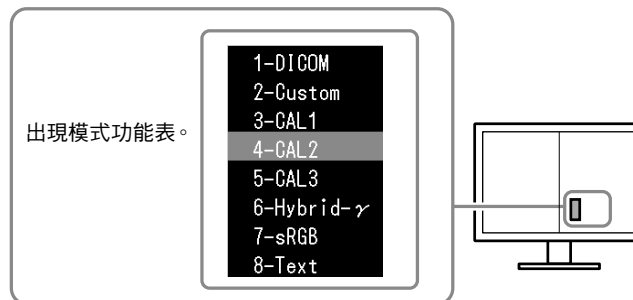 出現模式功能表。
1-DICOM
2-Custom
3-CAL1
4-CAL2
5-CAL3
6-Hybrid-γ
7-sRGB
8-Text